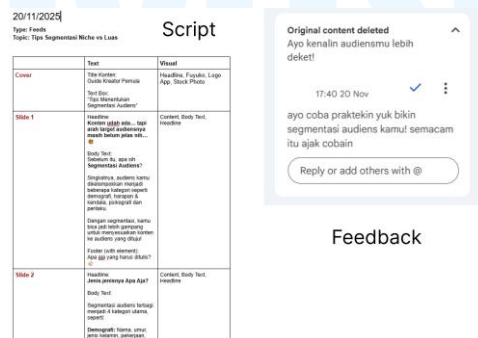 20/11/2025
Type: Feeds
Topic: Tips Segmentasi Niche vs Luas
Script
Text
Visual
Cover
Title Konten:
Guide Kreator Pemula
Text Box:
"Tips Menentukan
Segmentasi Audiens"
Headline, Fuyuko, Logo
App, Stock Photo
Slide 1
Headline
Konten udah ada... tapi
arah target audiensnya
masih belum jelas nih...
Body Text:
Sebelum itu, apa sih
Segmentasi Audiens?
Singkatnya, audiens kamu
dikelompokkan menjadi
beberapa kategori seperti
demografi, harapan &
kendala, psikografi dan
perilaku.
Dengan segmentasi, kamu
bisa jadi lebih gampang
untuk menyesuaikan konten
ke audiens yang dituju!
Footer (with element):
Apa aja yang harus ditulis?
Content, Body Text,
Headline
Slide 2
Headline:
Jenis jenisnya Apa Aja?
Body Text:
Segmentasi audiens terbagi
menjadi 4 kategori utama,
seperti:
Demografi: Nama, umur,
jenis kelamin, pekerjaan,
Content, Body Text,
Headline
Original content deleted
Ayo kenalin audiensmu lebih
deket!
17:40 20 Nov
ayo coba praktekin yuk bikin
segmentasi audiens kamu! semacam
itu ajak cobain
Reply or add others with @
Feedback